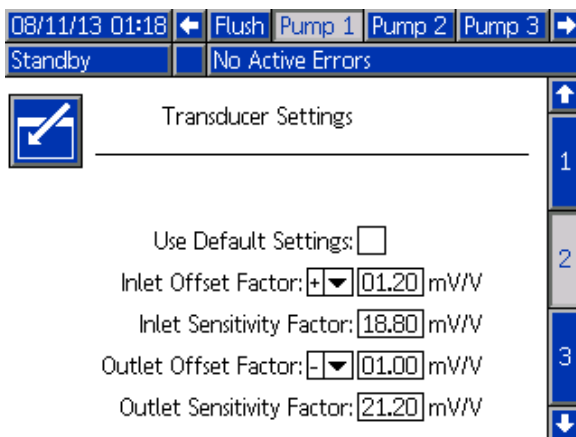 08/11/13 01:18 Flush Pump 1 Pump 2 Pump 3
Standby No Active Errors
Transducer Settings
1
Use Default Settings:
2
Inlet Offset Factor: + 01.20 mV/V
Inlet Sensitivity Factor: 18.80 mV/V
3
Outlet Offset Factor: - 01.00 mV/V
Outlet Sensitivity Factor: 21.20 mV/V